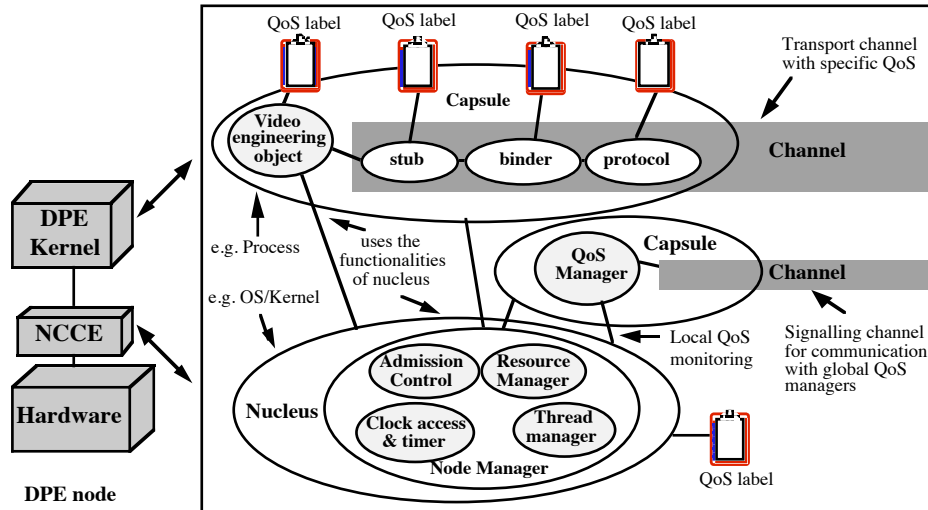 QoS label
QoS label
QoS label
QoS label
Transport channel
with specific QoS
Capsule
Video
engineering
object
stub
binder
protocol
Channel
DPE
Kernel
e.g. Process
uses the
functionalities
of nucleus
Capsule
QoS
Manager
Channel
e.g. OS/Kernel
NCCE
Local QoS
monitoring
Signalling channel
for communication
with global QoS
managers
Hardware
Nucleus
Admission
Control
Resource
Manager
Clock access
& timer
Thread
manager
Node Manager
QoS label
DPE node